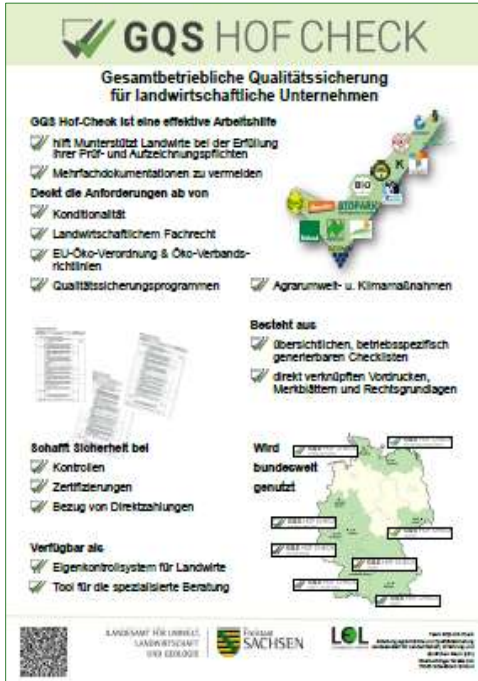 GQS HOF CHECK
Gesamtbetriebliche Qualitätssicherung
für landwirtschaftliche Unternehmen
GQS Hof-Check ist eine effektive Arbeitshilfe
hilft Munterstützt Landwirte bei der Erfüllung
ihrer Prüf- und Aufzeichnungspflichten
Mehrfachdokumentationen zu vermeiden
Deckt die Anforderungen ab von
Konditionalität
Landwirtschaftlichem Fachrecht
EU-Öko-Verordnung & Öko-Verbands-
richtlinien
Qualitätssicherungsprogrammen
Agrarumwelt- u. Klimamaßnahmen
BIO
BIOPARK
Besteht aus
übersichtlichen, betriebsspezifisch
generierbaren Checklisten
direkt verknüpften Vordrucken,
Merkblättern und Rechtsgrundlagen
Schafft Sicherheit bei
Kontrollen
Zertifizierungen
Bezug von Direktzahlungen
Wird
bundesweit
genutzt
Verfügbar als
Eigenkontrollsystem für Landwirte
Tool für die spezialisierte Beratung
LANDESAMT FÜR UMWELT,
LANDWIRTSCHAFT
UND GEOLOGIE
Freistaat
SACHSEN
LEL